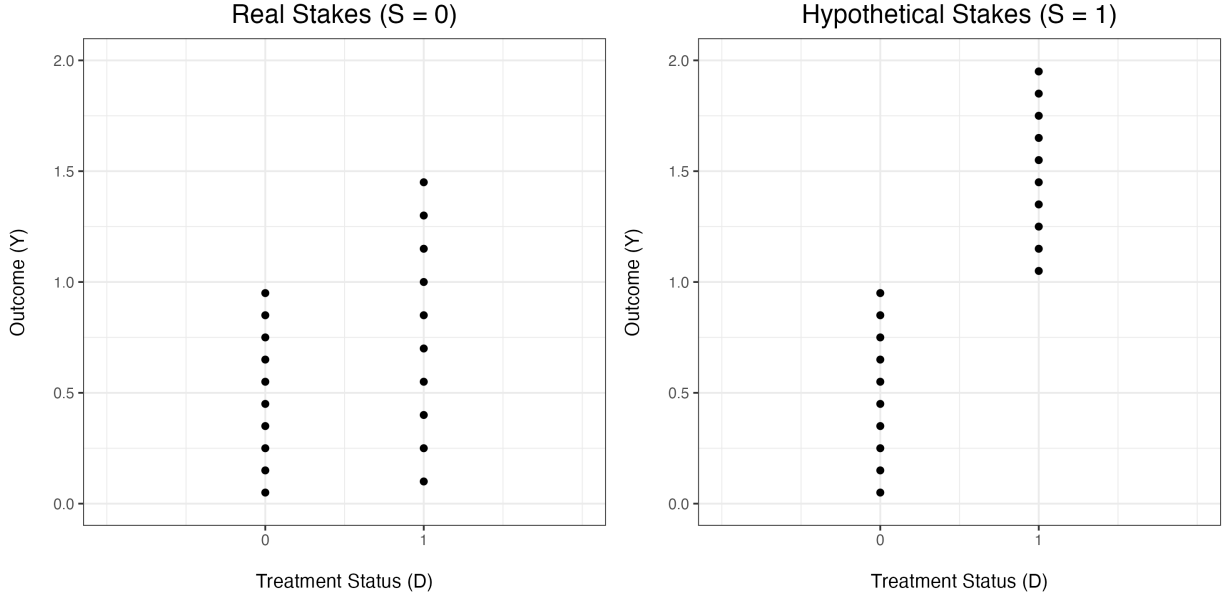 Real Stakes (S = 0)
Outcome (Y)
2.0
1.5
1.0
0.5
0.0
0 1
Treatment Status (D)
Hypothetical Stakes (S = 1)
Outcome (Y)
2.0
1.5
1.0
0.5
0.0
0 1
Treatment Status (D)